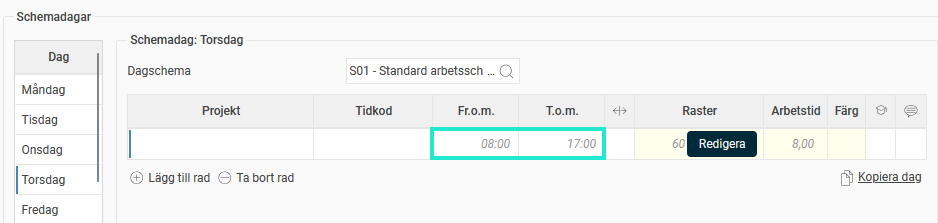 Schemadagar
Dag
Måndag
Tisdag
Onsdag
Torsdag
Fredag
Schemadag: Torsdag
Dagschema
S01 - Standard arbetssch ...
Projekt Tidkod Fr.o.m. T.o.m. Raster Arbetstid Färg
08:00 17:00 60 Redigera 8,00
Lägg till rad Ta bort rad Kopiera dag